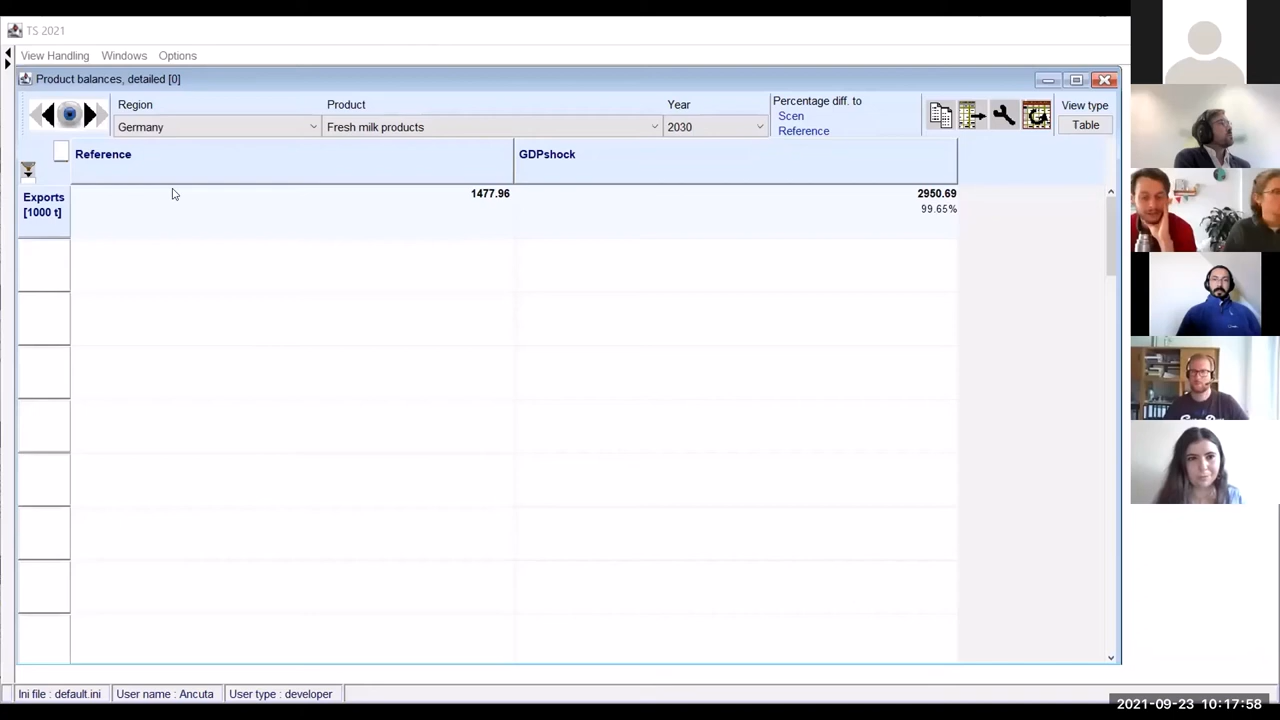 TS 2021
View Handling Windows Options
Product balances, detailed [0]
Region Product Year Percentage diff. to View type
Scen
Germany Fresh milk products 2030 Reference Table
Reference GDPshock
Exports 1477.96 2950.69
[1000 t] 99.65%
Ini file : default.ini User name : Ancuta User type : developer
2021-09-23 10:17:58